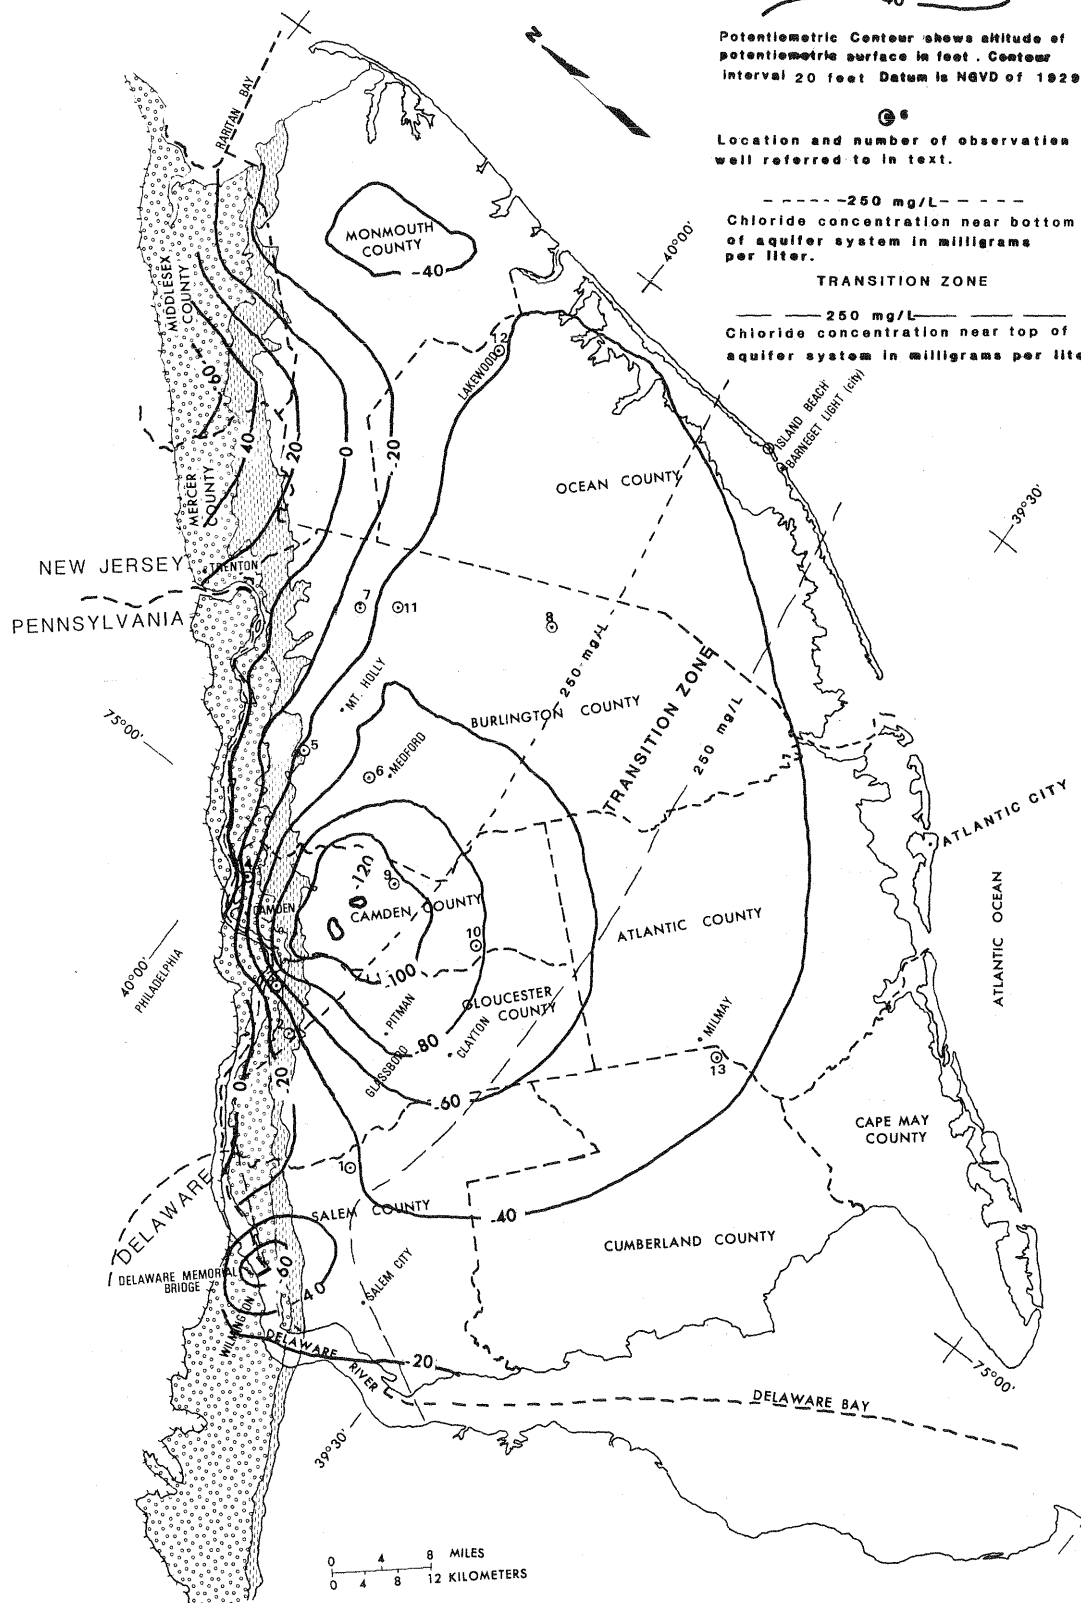 40
Potentiometric Contour shows altitude of
potentiometric surface in feet . Contour
interval 20 feet Datum is NGVD of 1929
6
Location and number of observation
well referred to in text.
250 mg/L
Chloride concentration near bottom
of aquifer system in milligrams
per liter.
TRANSITION ZONE
250 mg/L
Chloride concentration near top of
aquifer system in milligrams per lite
N
RARITAN BAY
MONMOUTH
COUNTY
-40
40°00'
MIDDLESEX
COUNTY
12
LAKEWOOD
60
40
20
0
-20
ISLAND BEACH
BARNEGET LIGHT (city)
OCEAN COUNTY
MERCER
COUNTY
39°30'
NEW JERSEY
TRENTON
PENNSYLVANIA
7
11
8
250 mg/L
TRANSITION ZONE
250 mg/L
MT. HOLLY
BURLINGTON COUNTY
75°00'
5
6
MEDFORD
ATLANTIC CITY
4
-120
9
CAMDEN
CAMDEN COUNTY
10
ATLANTIC COUNTY
ATLANTIC OCEAN
40°00'
PHILADELPHIA
-100
GLOUCESTER
COUNTY
PITMAN
CLAYTON
MILMAY
13
2
-80
GLASSBORO
0
-20
-60
CAPE MAY
COUNTY
1
DELAWARE
SALEM COUNTY
-40
CUMBERLAND COUNTY
-60
-40
DELAWARE MEMORIAL
BRIDGE
SALEM CITY
WILMINGTON
DELAWARE RIVER
-20
75°00'
DELAWARE BAY
39°30'
0 4 8 MILES
0 4 8 12 KILOMETERS